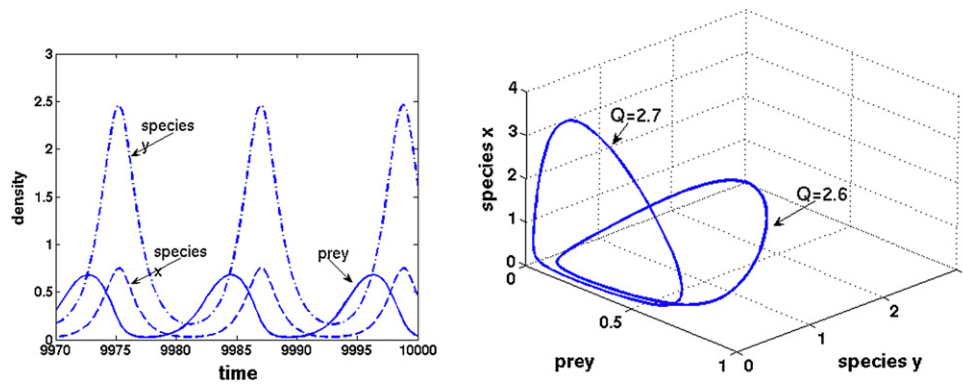 3
2.5
2
1.5
1
0.5
0
density
9970
9975
9980
9985
9990
9995
10000
time
species
y
species
x
prey
4
3
2
1
0
species x
0
0.5
1
prey
0
1
2
species y
Q=2.7
Q=2.6